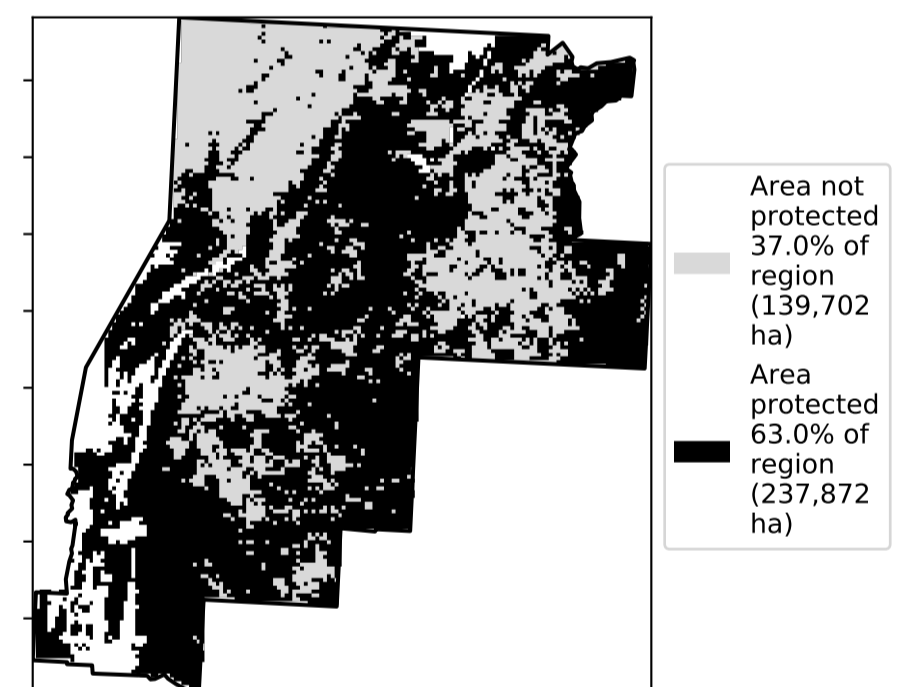 Area not
protected
37.0% of
region
(139,702
ha)
Area
protected
63.0% of
region
(237,872
ha)